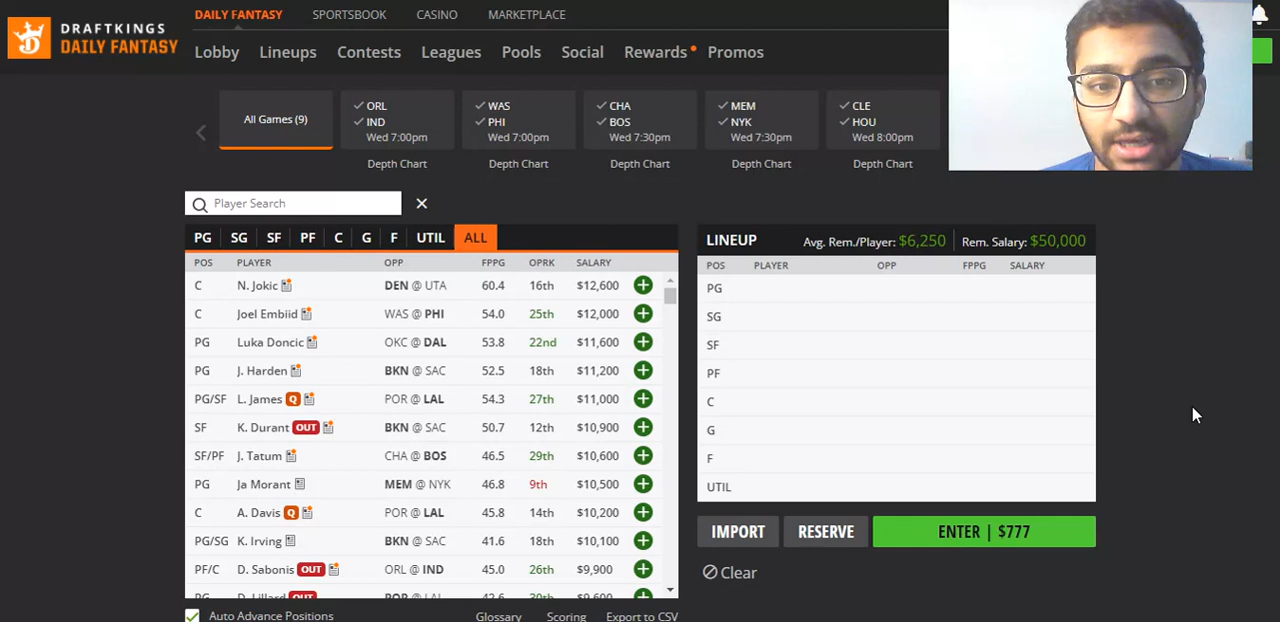 DRAFTKINGS
DAILY FANTASY
DAILY FANTASY SPORTSBOOK CASINO MARKETPLACE
Lobby Lineups Contests Leagues Pools Social Rewards Promos
All Games (9)
ORL
IND
Wed 7:00pm
WAS
PHI
Wed 7:00pm
CHA
BOS
Wed 7:30pm
MEM
NYK
Wed 7:30pm
CLE
HOU
Wed 8:00pm
Depth Chart Depth Chart Depth Chart Depth Chart Depth Chart
Player Search
PG SG SF PF C G F UTIL ALL
POS PLAYER OPP FPPG OPRK SALARY
C N. Jokic DEN @ UTA 60.4 16th $12,600
C Joel Embiid WAS @ PHI 54.0 25th $12,000
PG Luka Doncic OKC @ DAL 53.8 22nd $11,600
PG J. Harden BKN @ SAC 52.5 18th $11,200
PG/SF L. James Q POR @ LAL 54.3 27th $11,000
SF K. Durant OUT BKN @ SAC 50.7 12th $10,900
SF/PF J. Tatum CHA @ BOS 46.5 29th $10,600
PG Ja Morant MEM @ NYK 46.8 9th $10,500
C A. Davis Q POR @ LAL 45.8 14th $10,200
PG/SG K. Irving BKN @ SAC 41.6 18th $10,100
PF/C D. Sabonis OUT ORL @ IND 45.0 26th $9,900
PG D. Lillard OUT POR @ LAL 42.6 30th $9,600
Auto Advance Positions Glossary Scoring Export to CSV
LINEUP Avg. Rem./Player: $6,250 Rem. Salary: $50,000
POS PLAYER OPP FPPG SALARY
PG
SG
SF
PF
C
G
F
UTIL
IMPORT RESERVE ENTER | $777
Clear